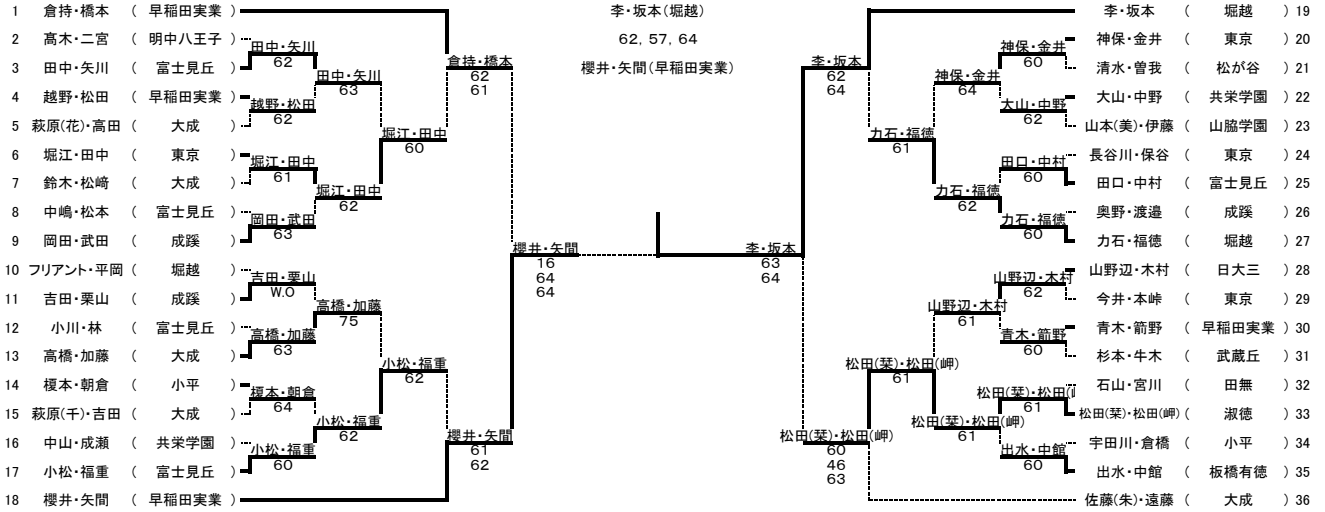 李・坂本(堀越)
62, 57, 64
櫻井・矢間(早稲田実業)
1 倉持・橋本 ( 早稲田実業 )
2 髙木・二宮 ( 明中八王子 )
3 田中・矢川 ( 富士見丘 )
4 越野・松田 ( 早稲田実業 )
5 萩原(花)・高田 ( 大成 )
6 堀江・田中 ( 東京 )
7 鈴木・松﨑 ( 大成 )
8 中嶋・松本 ( 富士見丘 )
9 岡田・武田 ( 成蹊 )
10 フリアント・平岡 ( 堀越 )
11 吉田・栗山 ( 成蹊 )
12 小川・林 ( 富士見丘 )
13 高橋・加藤 ( 大成 )
14 榎本・朝倉 ( 小平 )
15 萩原(千)・吉田 ( 大成 )
16 中山・成瀬 ( 共栄学園 )
17 小松・福重 ( 富士見丘 )
18 櫻井・矢間 ( 早稲田実業 )
田中・矢川
62
越野・松田
62
堀江・田中
61
岡田・武田
63
吉田・栗山
W.O
高橋・加藤
63
榎本・朝倉
64
小松・福重
60
田中・矢川
63
堀江・田中
62
高橋・加藤
75
小松・福重
62
堀江・田中
60
小松・福重
62
倉持・橋本
62
61
櫻井・矢間
61
62
櫻井・矢間
16
64
64
李・坂本
63
64
李・坂本
62
64
松田(栞)・松田(岬)
60
46
63
力石・福徳
61
松田(栞)・松田(岬)
61
神保・金井
64
力石・福徳
62
山野辺・木村
61
松田(栞)・松田(岬)
61
神保・金井
60
大山・中野
62
田口・中村
60
力石・福徳
60
山野辺・木村
62
青木・箭野
60
松田(栞)・松田(
61
出水・中館
60
李・坂本 ( 堀越 ) 19
神保・金井 ( 東京 ) 20
清水・曽我 ( 松が谷 ) 21
大山・中野 ( 共栄学園 ) 22
山本(美)・伊藤 ( 山脇学園 ) 23
長谷川・保谷 ( 東京 ) 24
田口・中村 ( 富士見丘 ) 25
奥野・渡邉 ( 成蹊 ) 26
力石・福徳 ( 堀越 ) 27
山野辺・木村 ( 日大三 ) 28
今井・本峠 ( 東京 ) 29
青木・箭野 ( 早稲田実業 ) 30
杉本・牛木 ( 武蔵丘 ) 31
石山・宮川 ( 田無 ) 32
松田(栞)・松田(岬) ( 淑徳 ) 33
宇田川・倉橋 ( 小平 ) 34
出水・中館 ( 板橋有徳 ) 35
佐藤(朱)・遠藤 ( 大成 ) 36